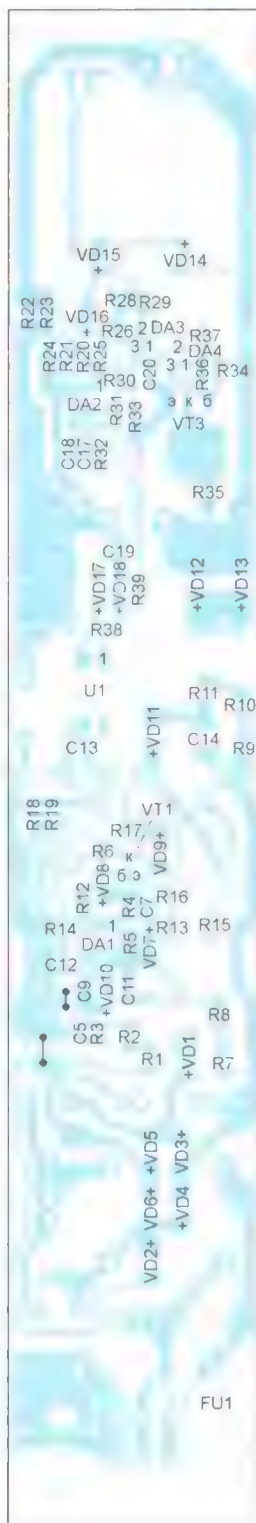 VD15
VD14
R22
R23
VD16
R28 R29
R24
R21
R20
R25
R26 2 DA3
3 1
2
R37
DA4
3 1
R36
R34
1
R30
C20
DA2
R31
R33
э к б
VT3
C18
C17
R32
R35
C19
+VD17
+VD18
R39
+VD12
+VD13
R38
1
U1
R11
R10
C13
+VD11
C14
R9
R18
R19
VT1
R17
R6
к
VD9+
+VD8
б э
R12
R4
C7
R16
R14
1
DA1
R5
VD7+
R13
R15
C12
C9
+VD10
C11
R8
C5
R3
R2
R1
+VD1
R7
+VD5
VD3+
VD6+
+VD4
VD2+
FU1